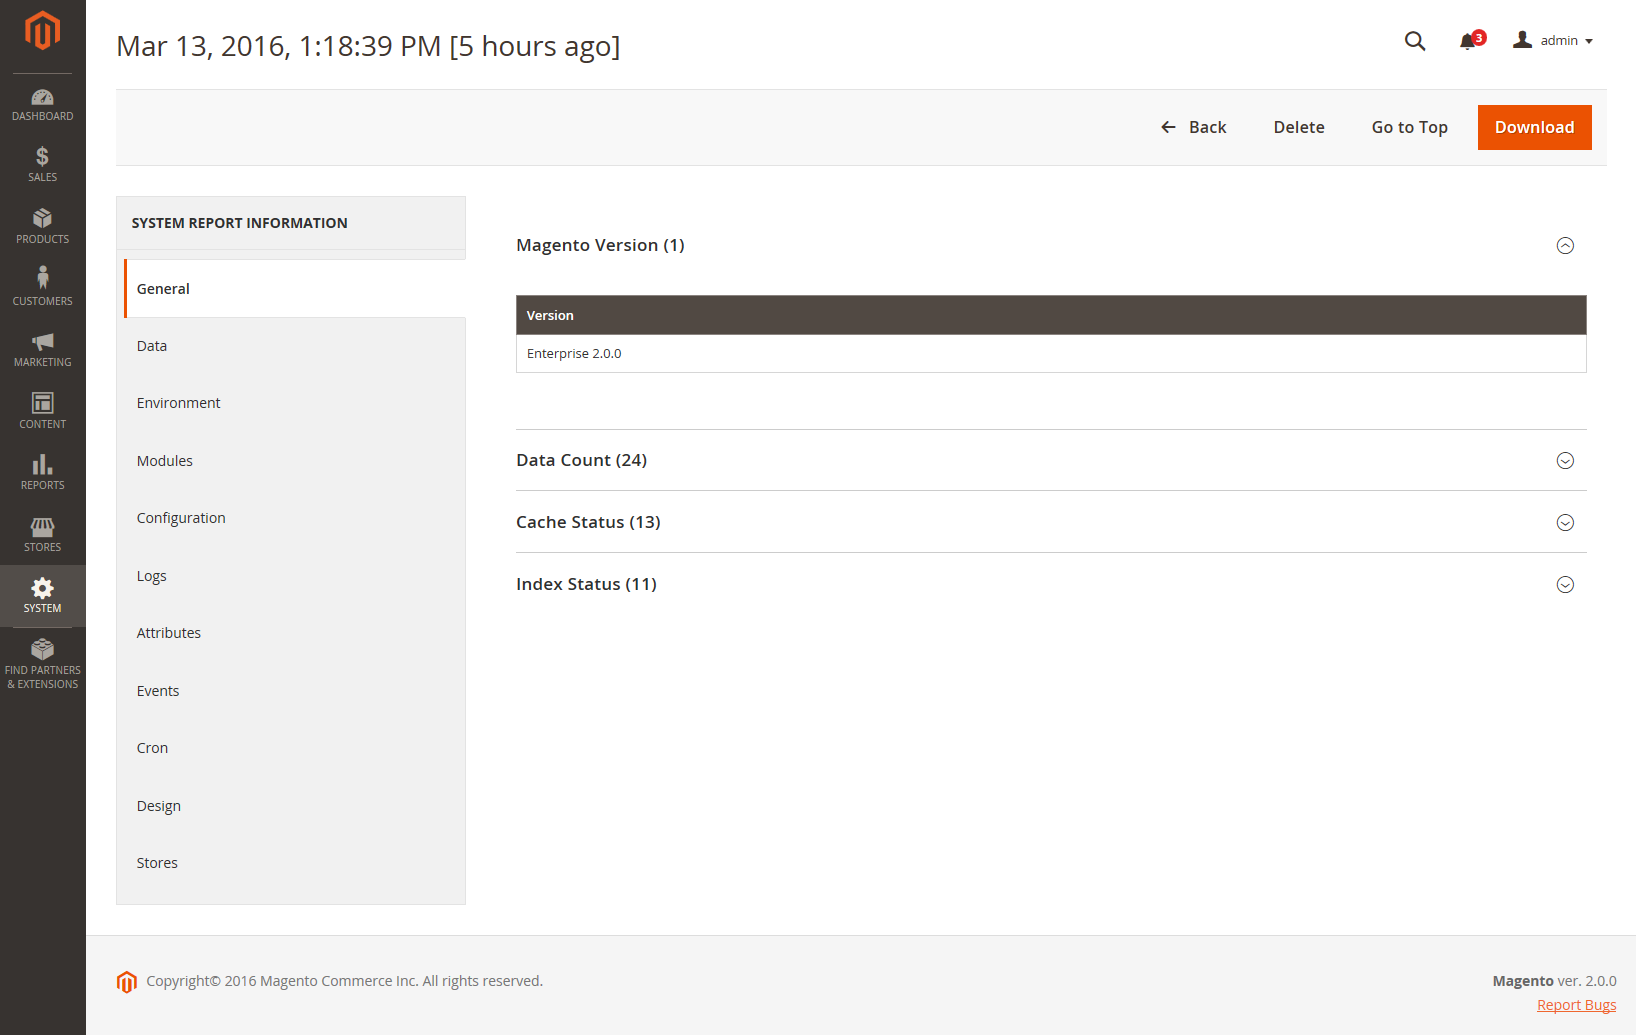 Mar 13, 2016, 1:18:39 PM [5 hours ago]
3
admin
Back
Delete
Go to Top
Download
DASHBOARD
SALES
PRODUCTS
CUSTOMERS
MARKETING
CONTENT
REPORTS
STORES
SYSTEM
FIND PARTNERS
& EXTENSIONS
SYSTEM REPORT INFORMATION
General
Data
Environment
Modules
Configuration
Logs
Attributes
Events
Cron
Design
Stores
Magento Version (1)
Version
Enterprise 2.0.0
Data Count (24)
Cache Status (13)
Index Status (11)
Copyright© 2016 Magento Commerce Inc. All rights reserved.
Magento ver. 2.0.0
Report Bugs